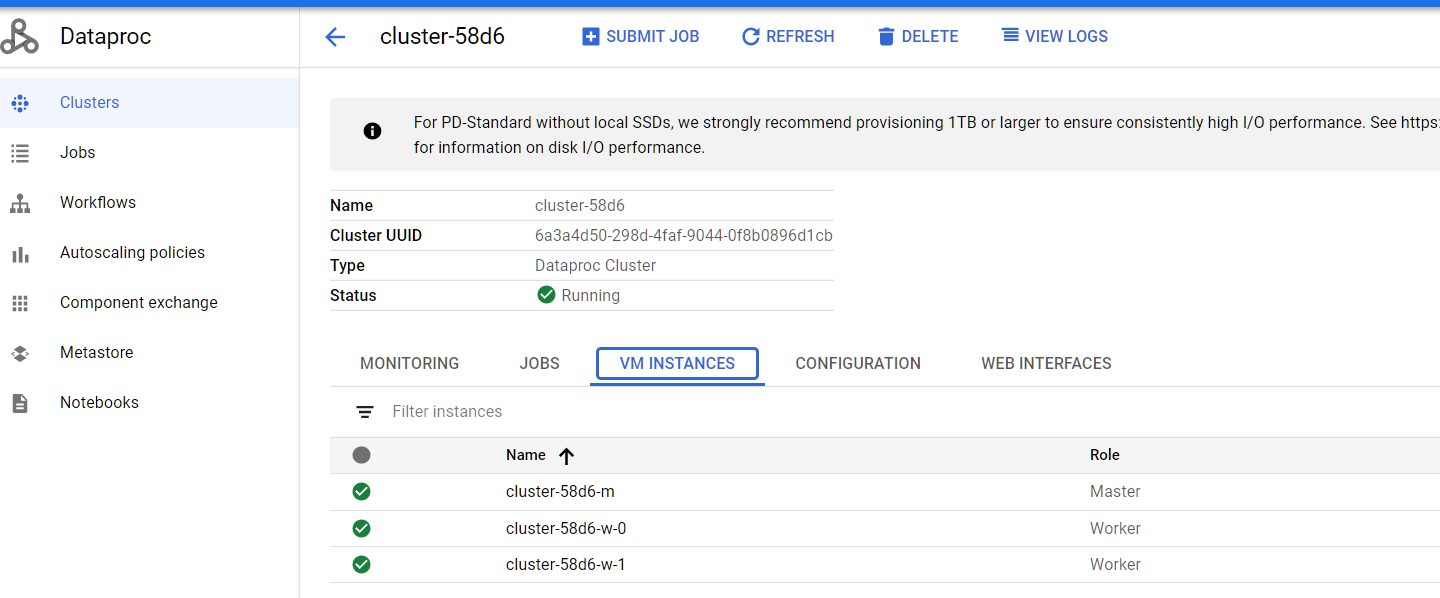 Dataproc
cluster-58d6
SUBMIT JOB
REFRESH
DELETE
VIEW LOGS
Clusters
Jobs
Workflows
Autoscaling policies
Component exchange
Metastore
Notebooks
For PD-Standard without local SSDs, we strongly recommend provisioning 1TB or larger to ensure consistently high I/O performance. See https:
for information on disk I/O performance.
Name cluster-58d6
Cluster UUID 6a3a4d50-298d-4faf-9044-0f8b0896d1cb
Type Dataproc Cluster
Status Running
MONITORING JOBS VM INSTANCES CONFIGURATION WEB INTERFACES
Filter instances
Name Role
cluster-58d6-m Master
cluster-58d6-w-0 Worker
cluster-58d6-w-1 Worker